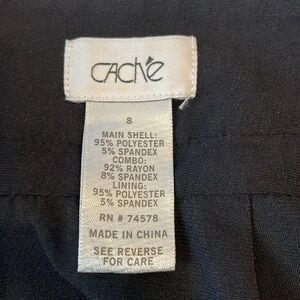 CACHÉ
8
MAIN SHELL:
95% POLYESTER
5% SPANDEX
COMBO:
92% RAYON
8% SPANDEX
LINING:
95% POLYESTER
5% SPANDEX
RN # 74578
MADE IN CHINA
SEE REVERSE
FOR CARE